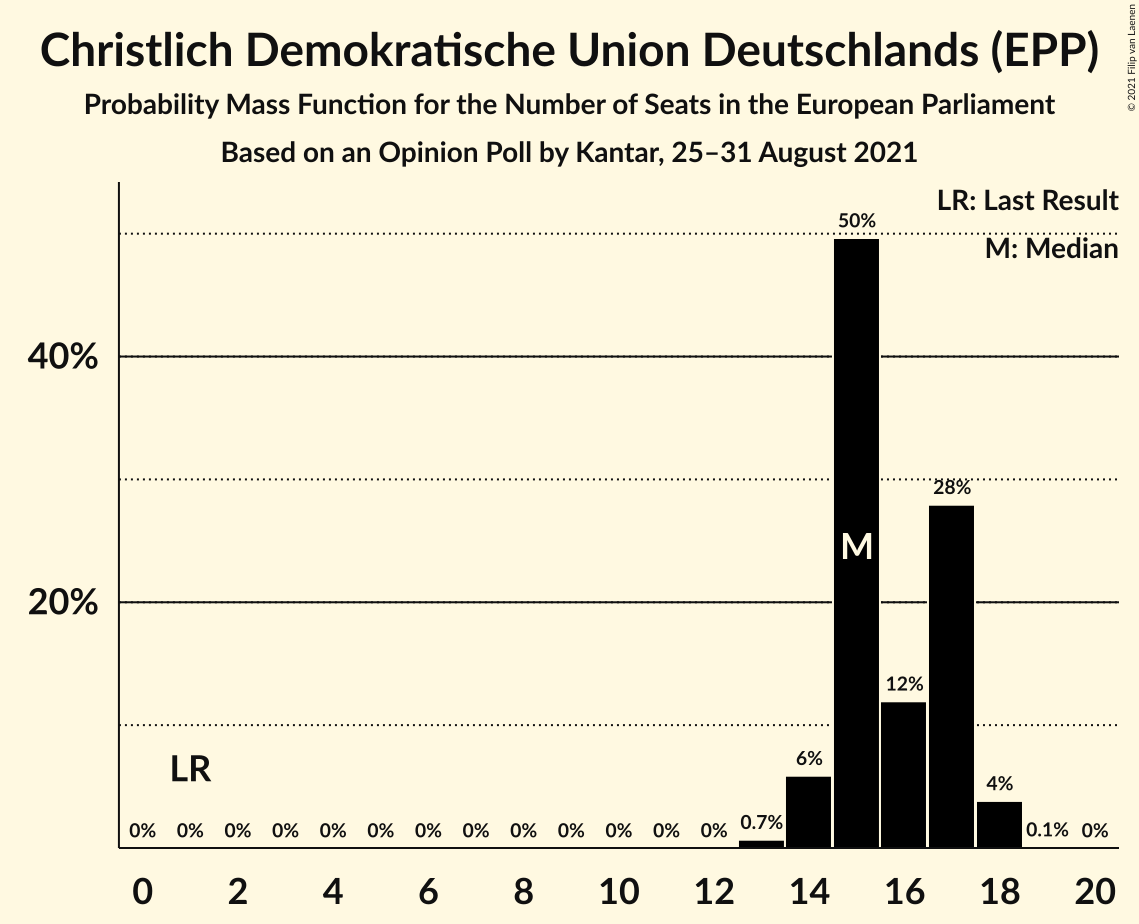 Christlich Demokratische Union Deutschlands (EPP)
Probability Mass Function for the Number of Seats in the European Parliament
Based on an Opinion Poll by Kantar, 25–31 August 2021
© 2021 Filip van Laenen
LR: Last Result
M: Median
50%
40%
28%
M
20%
12%
LR
6%
4%
0% 0% 0% 0% 0% 0% 0% 0% 0% 0% 0% 0% 0% 0.7% 0.1% 0%
0 2 4 6 8 10 12 14 16 18 20